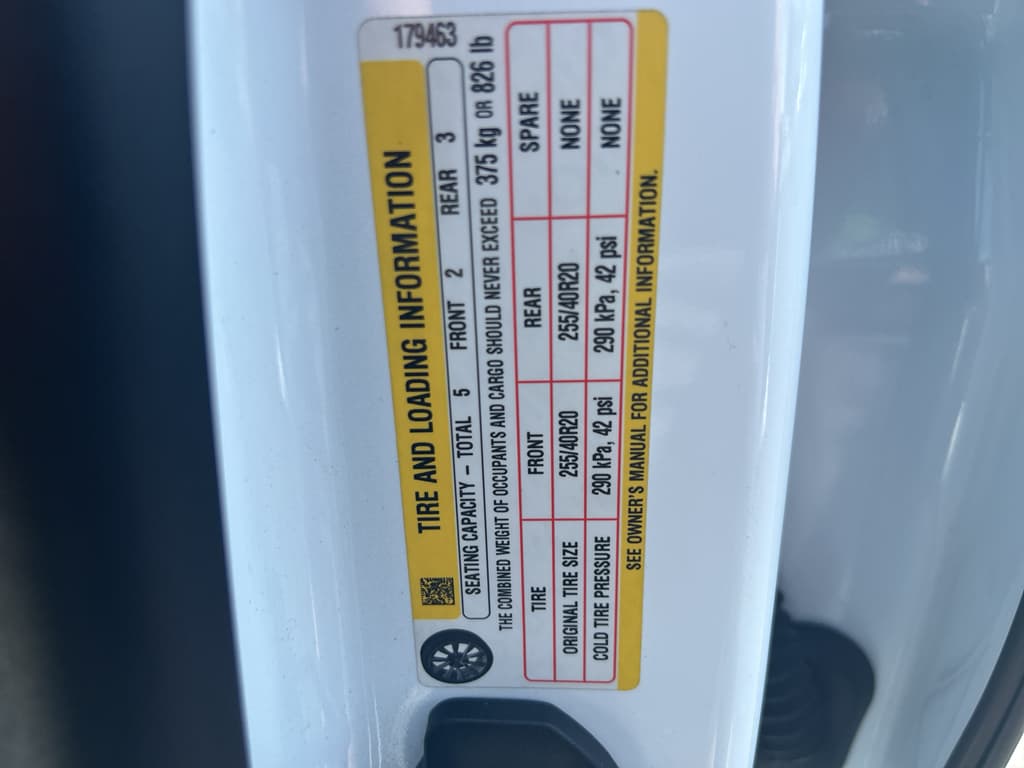 179463
TIRE AND LOADING INFORMATION
SEATING CAPACITY – TOTAL 5 FRONT 2 REAR 3
THE COMBINED WEIGHT OF OCCUPANTS AND CARGO SHOULD NEVER EXCEED 375 kg OR 826 lb
TIRE FRONT REAR SPARE
ORIGINAL TIRE SIZE 255/40R20 255/40R20 NONE
COLD TIRE PRESSURE 290 kPa, 42 psi 290 kPa, 42 psi NONE
SEE OWNER'S MANUAL FOR ADDITIONAL INFORMATION.